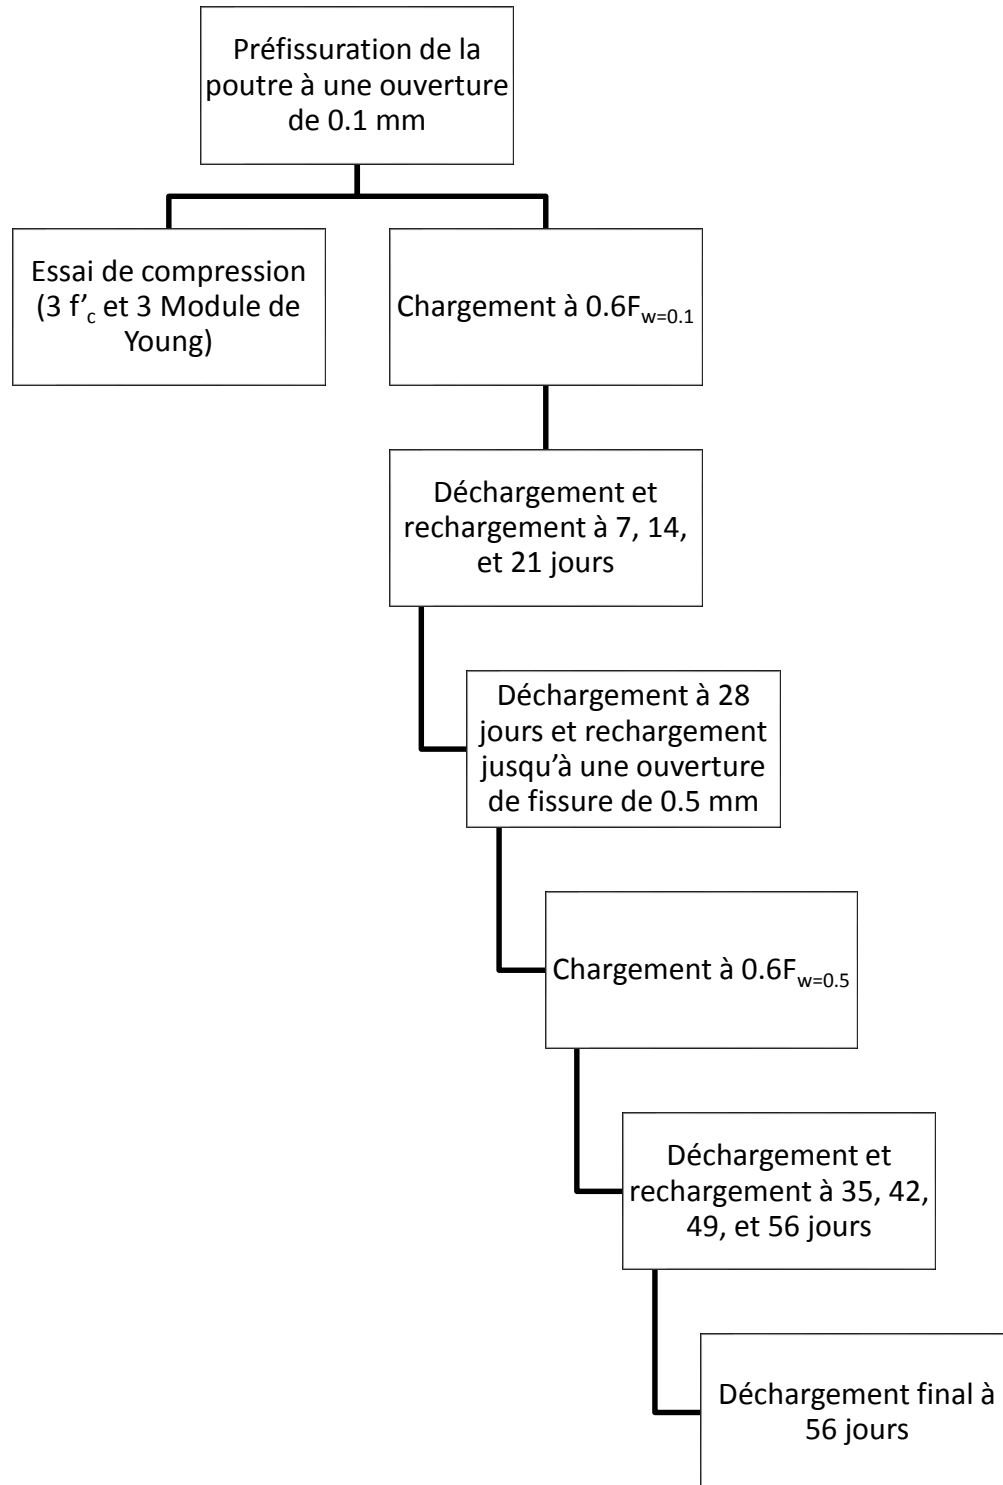 Préfissuration de la
poutre à une ouverture
de 0.1 mm
Essai de compression
(3 f'c et 3 Module de
Young)
Chargement à 0.6Fw=0.1
Déchargement et
rechargement à 7, 14,
et 21 jours
Déchargement à 28
jours et rechargement
jusqu'à une ouverture
de fissure de 0.5 mm
Chargement à 0.6Fw=0.5
Déchargement et
rechargement à 35, 42,
49, et 56 jours
Déchargement final à
56 jours